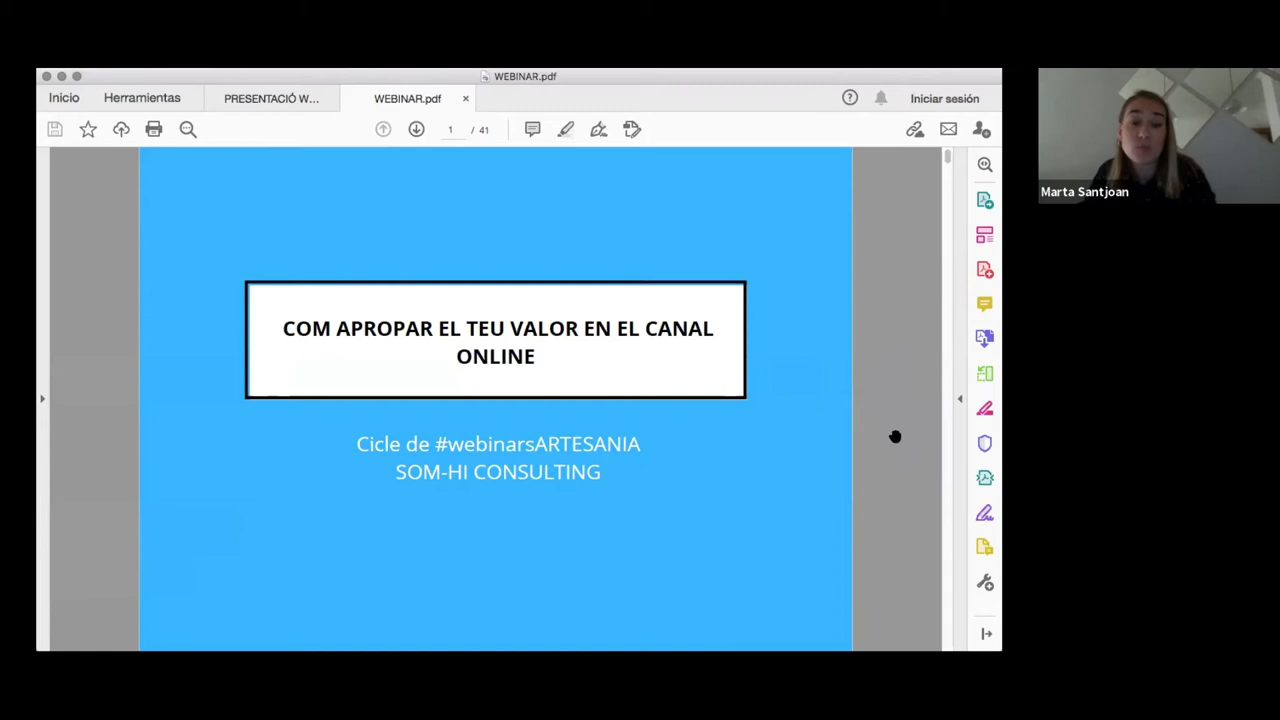 WEBINAR.pdf
Inicio
Herramientas
PRESENTACIÓ W...
WEBINAR.pdf
×
Iniciar sesión
1 / 41
COM APROPAR EL TEU VALOR EN EL CANAL
ONLINE
Cicle de #webinarsARTESANIA
SOM-HI CONSULTING
Marta Santjoan